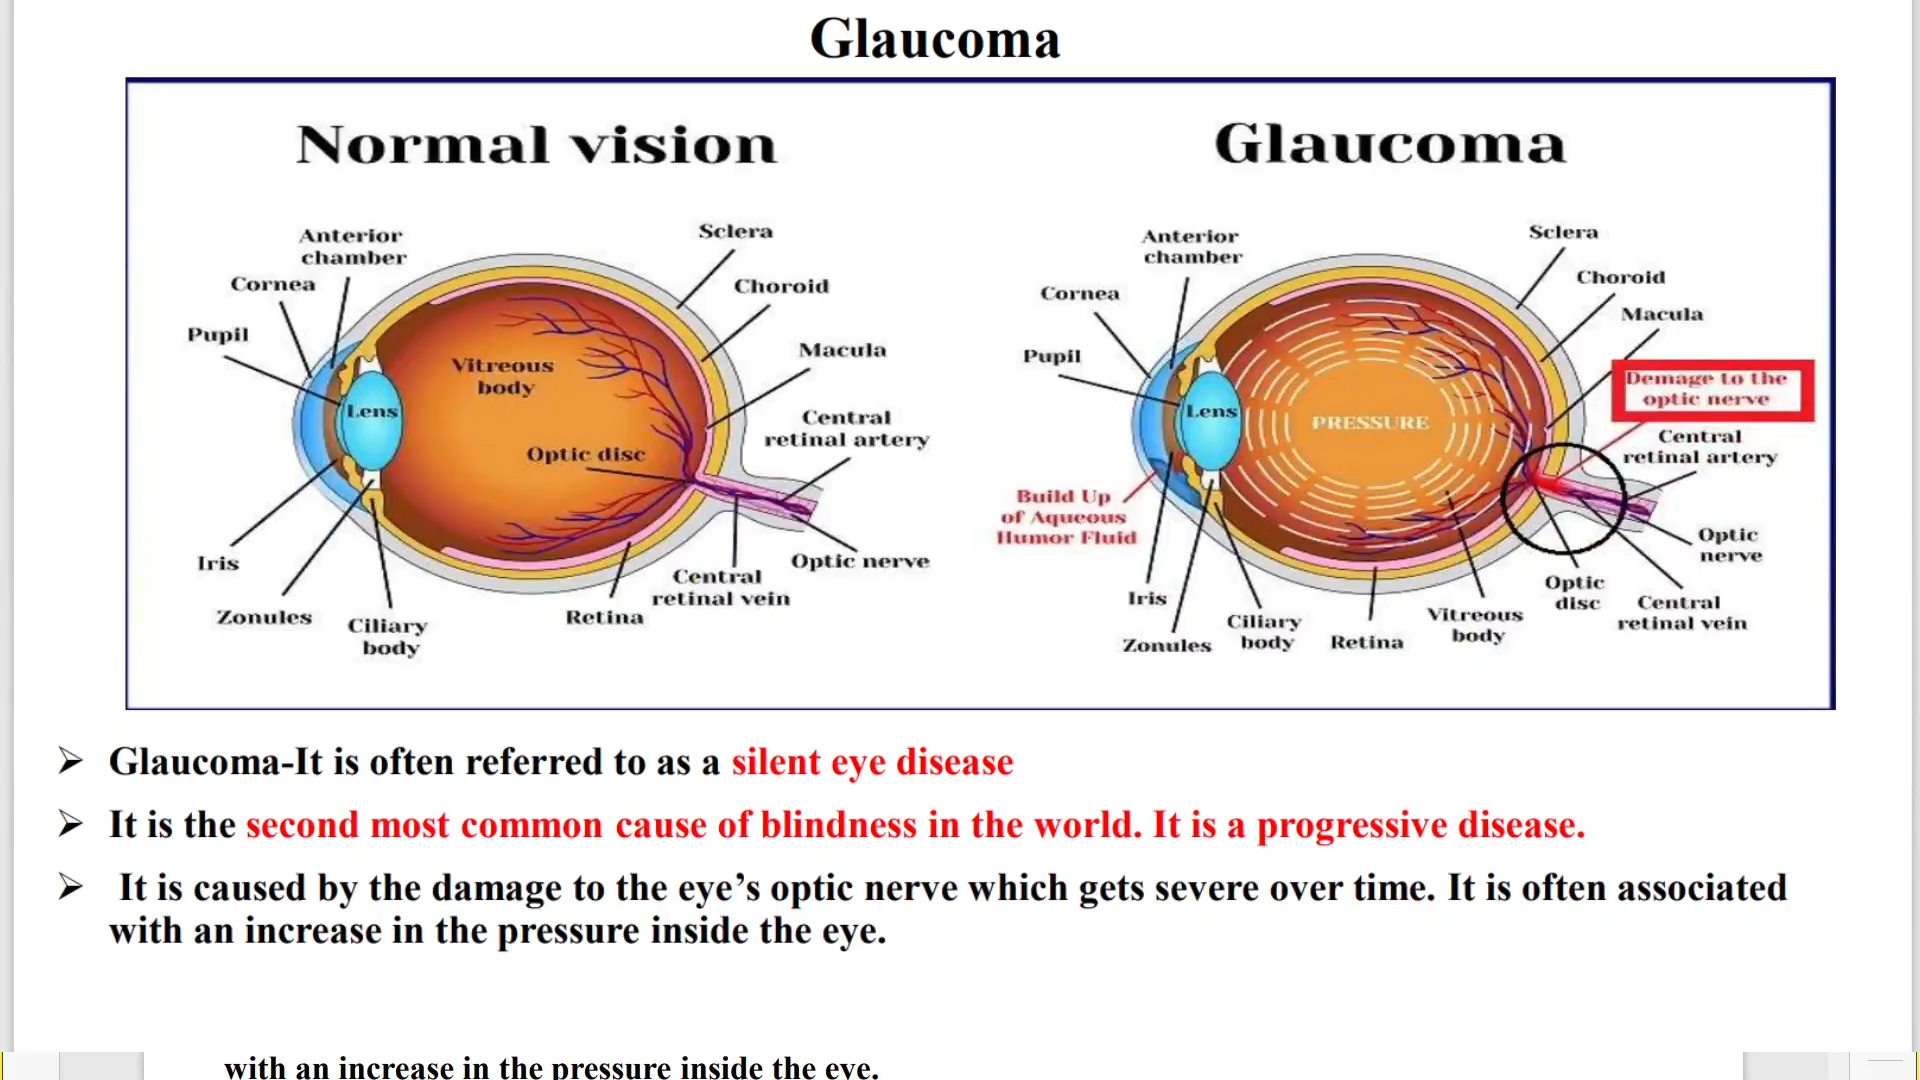 Glaucoma
Normal vision
Anterior
chamber
Cornea
Pupil
Sclera
Choroid
Macula
Vitreous
body
Lens
Central
retinal artery
Optic disc
Iris
Zonules
Ciliary
body
Retina
Central
retinal vein
Optic nerve
Glaucoma
Anterior
chamber
Cornea
Pupil
Sclera
Choroid
Macula
Demage to the
optic nerve
Lens
PRESSURE
Central
retinal artery
Build Up
of Aqueous
Humor Fluid
Optic
nerve
Iris
Zonules
Ciliary
body
Retina
Vitreous
body
Optic
disc
Central
retinal vein
➢ Glaucoma-It is often referred to as a silent eye disease
➢ It is the second most common cause of blindness in the world. It is a progressive disease.
➢ It is caused by the damage to the eye’s optic nerve which gets severe over time. It is often associated
with an increase in the pressure inside the eye.
with an increase in the pressure inside the eye.